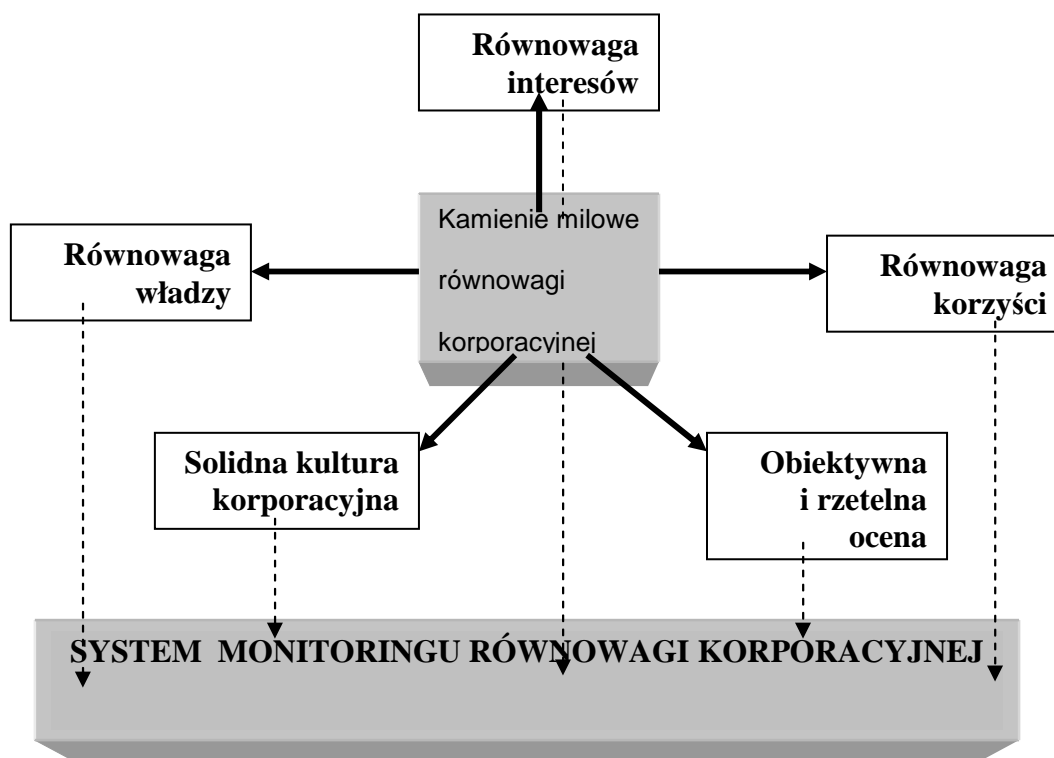 Równowaga
interesów
Kamienie milowe
równowagi
korporacyjnej
Równowaga
władzy
Równowaga
korzyści
Solidna kultura
korporacyjna
Obiektywna
i rzetelna
ocena
SYSTEM MONITORINGU RÓWNOWAGI KORPORACYJNEJ